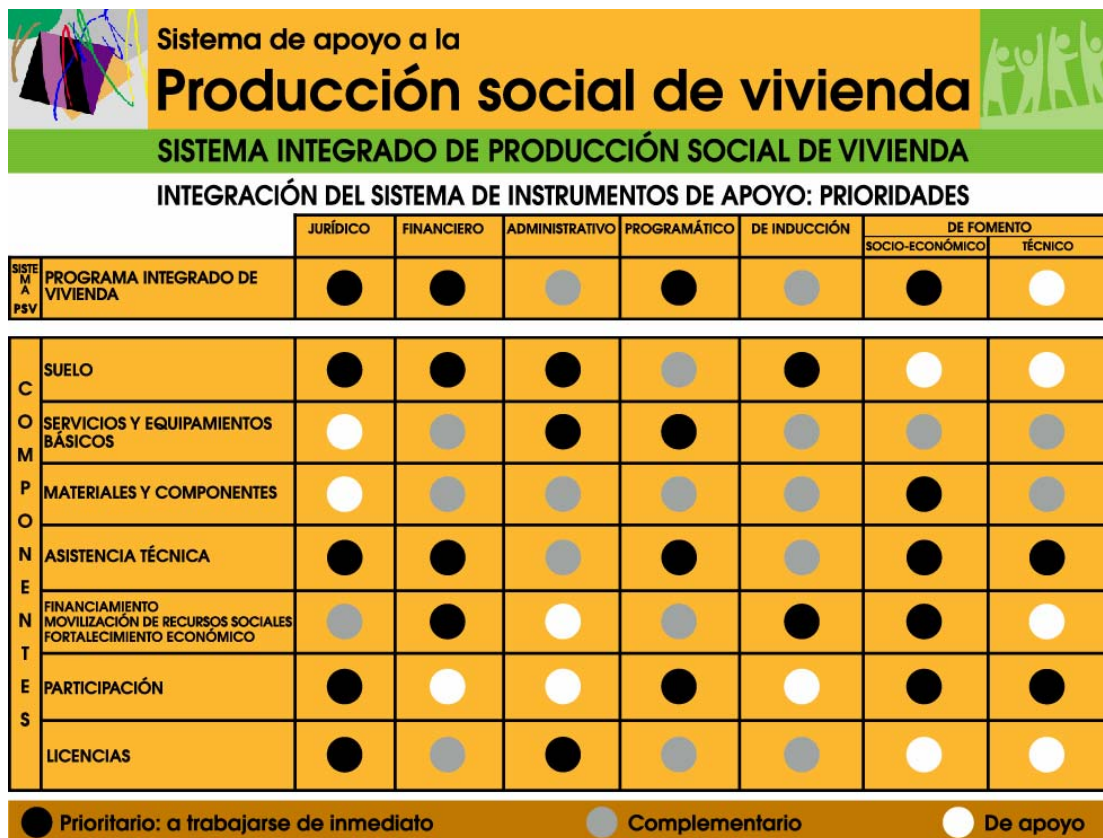 Sistema de apoyo a la
Producción social de vivienda
SISTEMA INTEGRADO DE PRODUCCIÓN SOCIAL DE VIVIENDA
INTEGRACIÓN DEL SISTEMA DE INSTRUMENTOS DE APOYO: PRIORIDADES
JURÍDICO FINANCIERO ADMINISTRATIVO PROGRAMÁTICO DE INDUCCIÓN DE FOMENTO
SOCIO-ECONÓMICO TÉCNICO
SISTE
M
A
PSV
PROGRAMA INTEGRADO DE
VIVIENDA
COMPONENTES
SUELO
SERVICIOS Y EQUIPAMIENTOS
BÁSICOS
MATERIALES Y COMPONENTES
ASISTENCIA TÉCNICA
FINANCIAMIENTO
MOVILIZACIÓN DE RECURSOS SOCIALES
FORTALECIMIENTO ECONÓMICO
PARTICIPACIÓN
LICENCIAS
Prioritario: a trabajarse de inmediato Complementario De apoyo